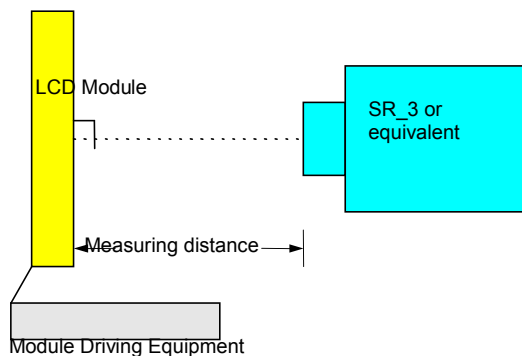 LCD Module
SR_3 or
equivalent
Measuring distance
Module Driving Equipment